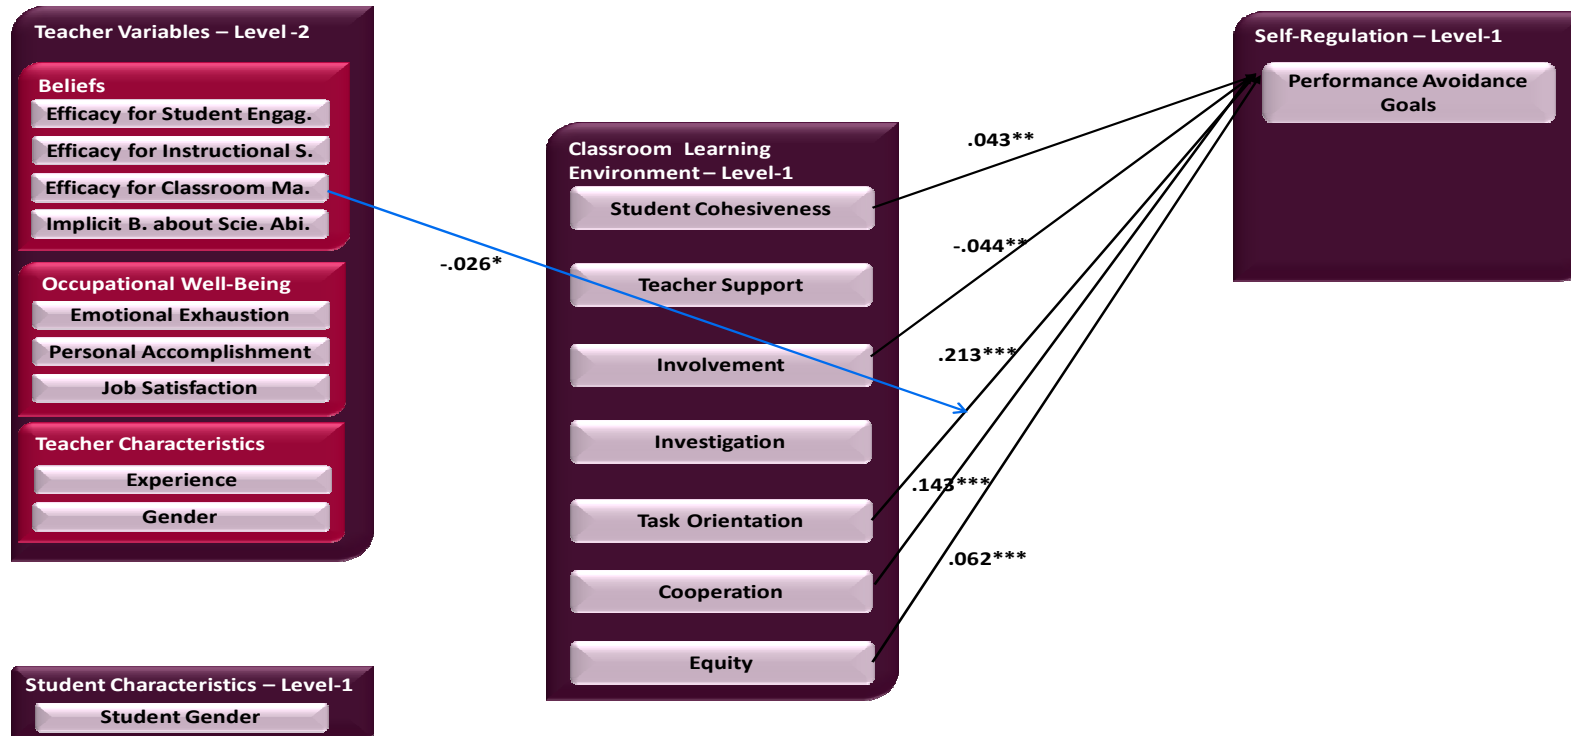 Teacher Variables – Level -2
Beliefs
Efficacy for Student Engag.
Efficacy for Instructional S.
Efficacy for Classroom Ma.
Implicit B. about Scie. Abi.
Occupational Well-Being
Emotional Exhaustion
Personal Accomplishment
Job Satisfaction
Teacher Characteristics
Experience
Gender
Student Characteristics – Level-1
Student Gender
-.026*
Classroom Learning
Environment – Level-1
Student Cohesiveness
Teacher Support
Involvement
Investigation
Task Orientation
Cooperation
Equity
.043**
-.044**
.213***
.143***
.062***
Self-Regulation – Level-1
Performance Avoidance
Goals